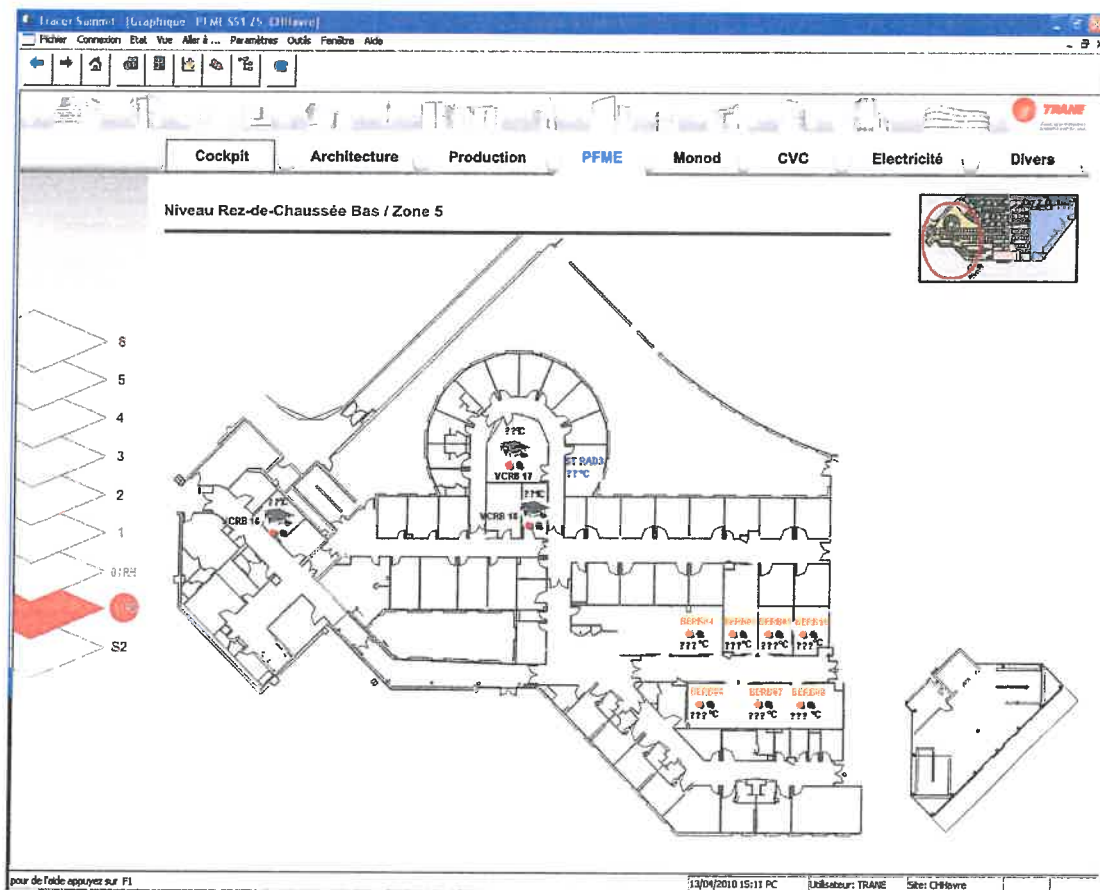 Tracer Summit - [Graphique - PFME SS1 Z5 (CHHavre)]
Fichier Connexion Etat Vue Aller à ... Paramètres Outils Fenêtre Aide
TRANE
Cockpit Architecture Production PFME Monod CVC Electricité Divers
Niveau Rez-de-Chaussée Bas / Zone 5
6
5
4
3
2
1
S2
??°C
VCRB 17
ST RAD3
??°C
??°C
VCRB 18
??°C
VCRB 16
???°C ???°C ???°C ???°C
???°C ???°C ???°C
pour de l'aide appuyez sur F1
13/04/2010 15:11 PC
Utilisateur: TRANE
Site: CHHavre